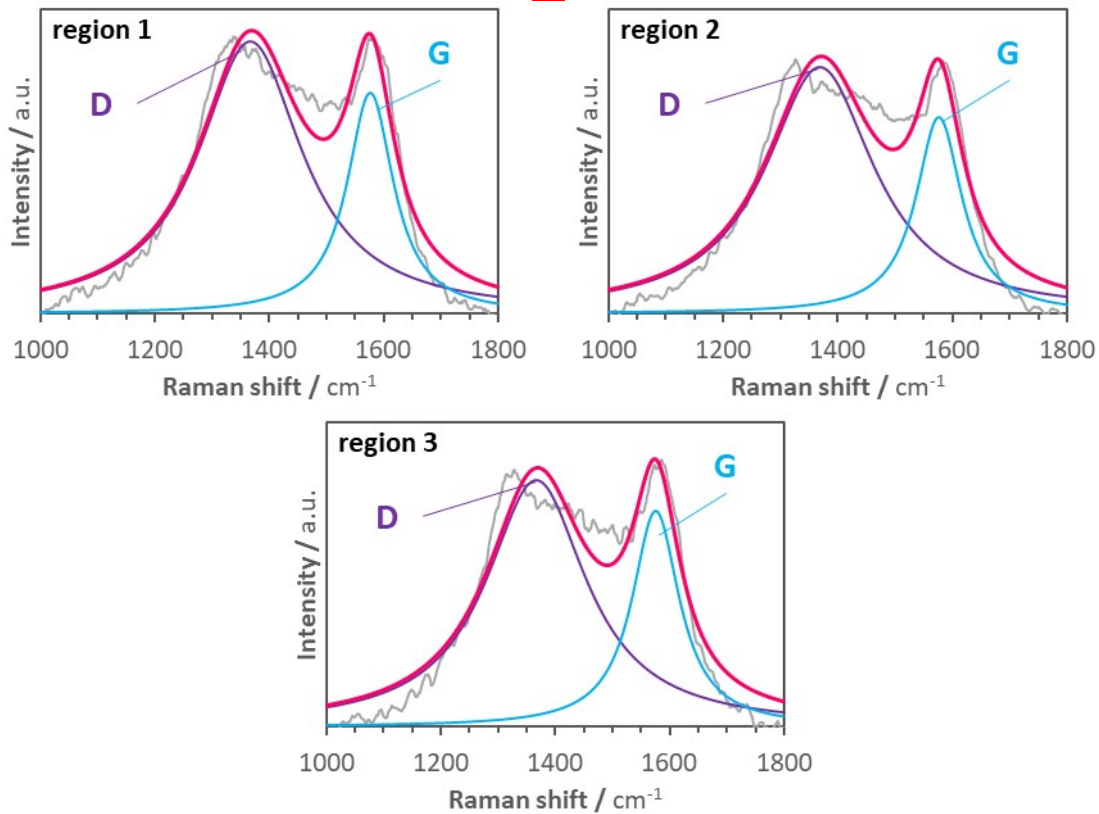 region 1
D
G
Intensity / a.u.
1000 1200 1400 1600 1800
Raman shift / cm⁻¹
region 2
D
G
Intensity / a.u.
1000 1200 1400 1600 1800
Raman shift / cm⁻¹
region 3
D
G
Intensity / a.u.
1000 1200 1400 1600 1800
Raman shift / cm⁻¹